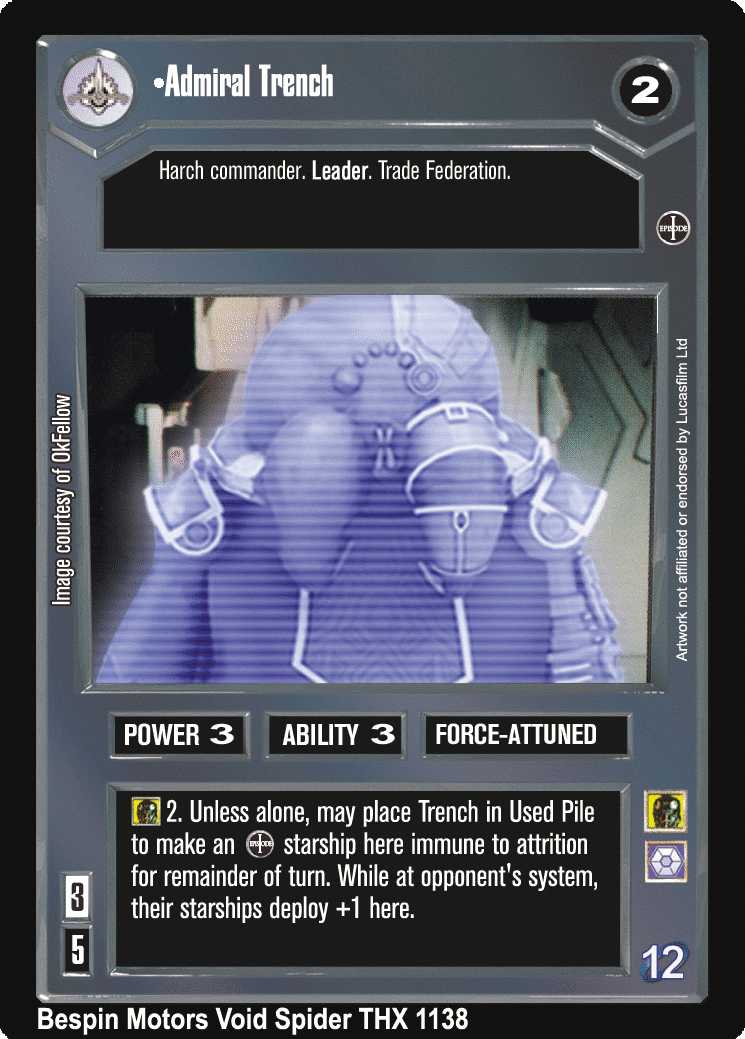 •Admiral Trench
2
Harch commander. Leader. Trade Federation.
EPISODE I
Image courtesy of OkFellow
Artwork not affiliated or endorsed by Lucasfilm Ltd
POWER 3
ABILITY 3
FORCE-ATTUNED
2. Unless alone, may place Trench in Used Pile
to make an EPISODE I starship here immune to attrition
for remainder of turn. While at opponent's system,
their starships deploy +1 here.
3
5
12
Bespin Motors Void Spider THX 1138